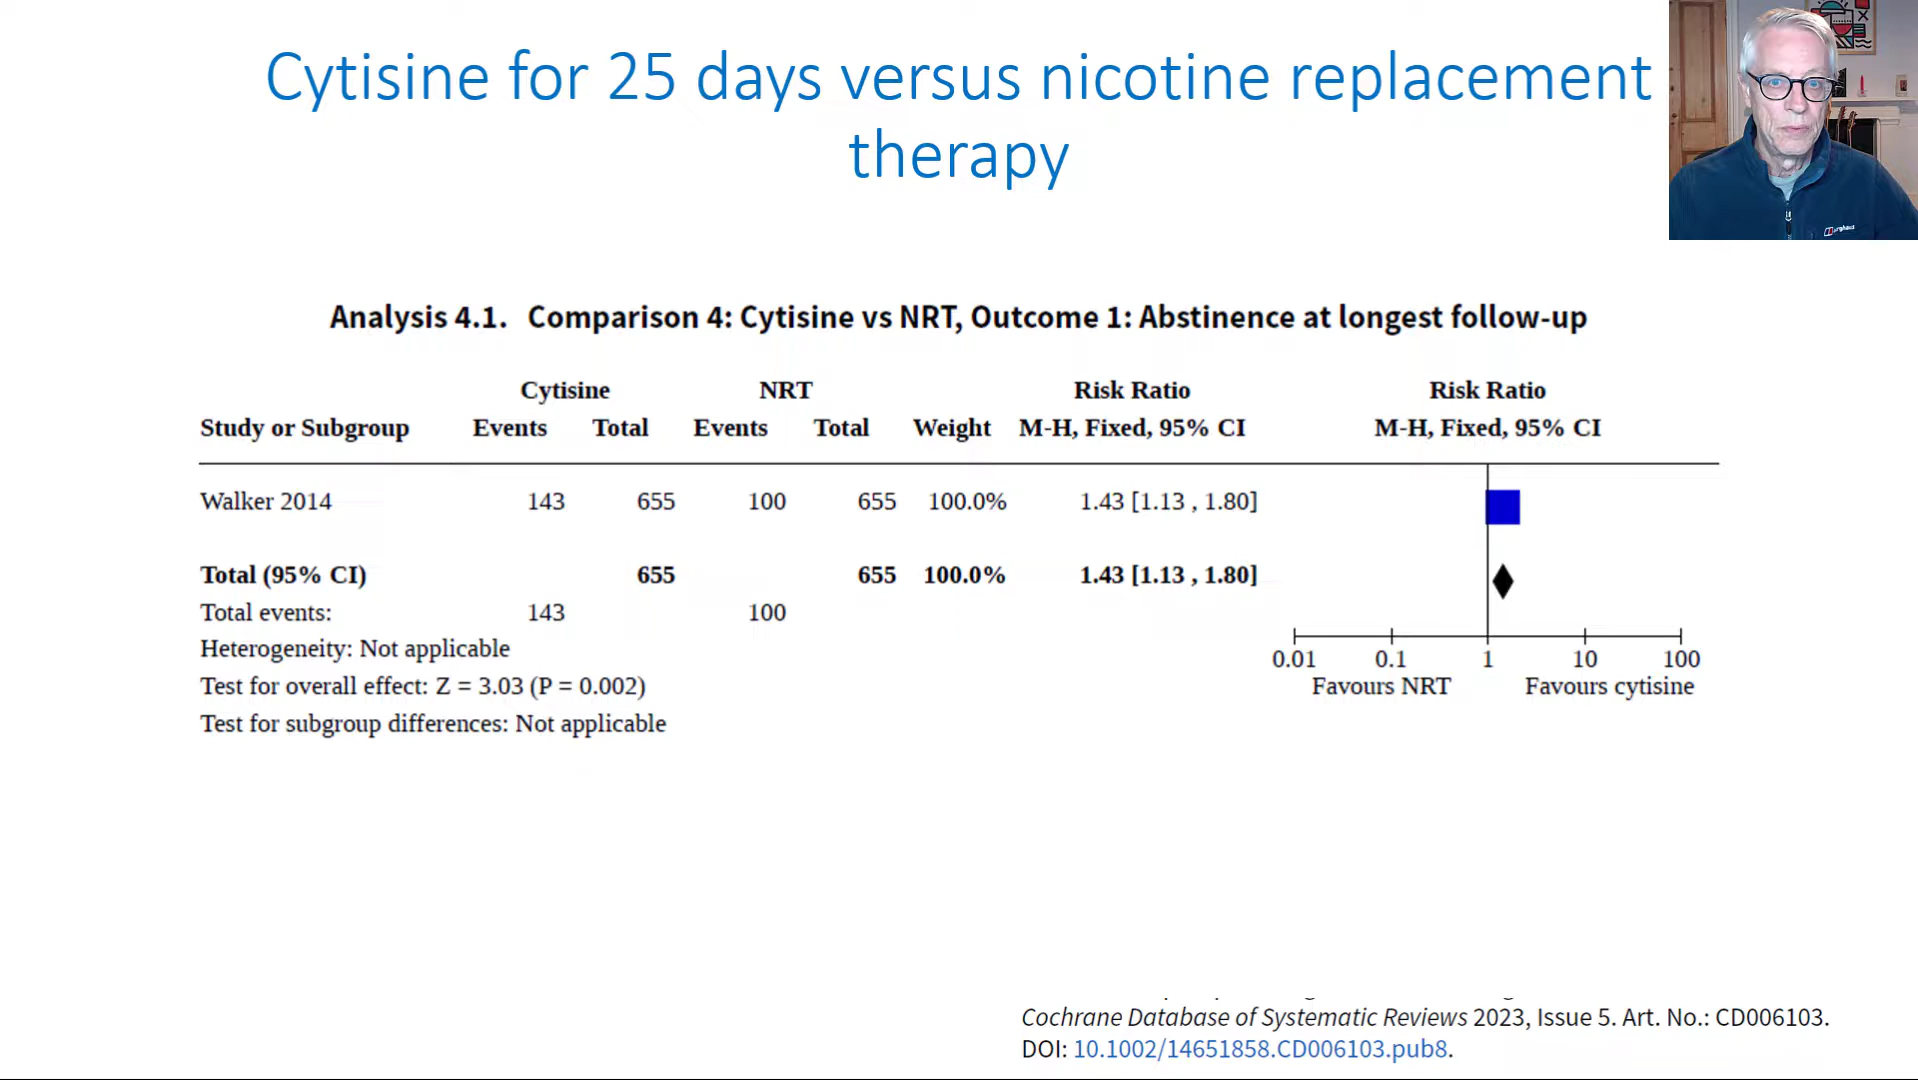 Cytisine for 25 days versus nicotine replacement
therapy
Analysis 4.1. Comparison 4: Cytisine vs NRT, Outcome 1: Abstinence at longest follow-up
Cytisine NRT Risk Ratio Risk Ratio
Study or Subgroup Events Total Events Total Weight M-H, Fixed, 95% CI M-H, Fixed, 95% CI
Walker 2014 143 655 100 655 100.0% 1.43 [1.13 , 1.80]
Total (95% CI) 655 655 100.0% 1.43 [1.13 , 1.80]
Total events: 143 100
Heterogeneity: Not applicable
Test for overall effect: Z = 3.03 (P = 0.002)
Test for subgroup differences: Not applicable
0.01 0.1 1 10 100
Favours NRT Favours cytisine
Cochrane Database of Systematic Reviews 2023, Issue 5. Art. No.: CD006103.
DOI: 10.1002/14651858.CD006103.pub8.